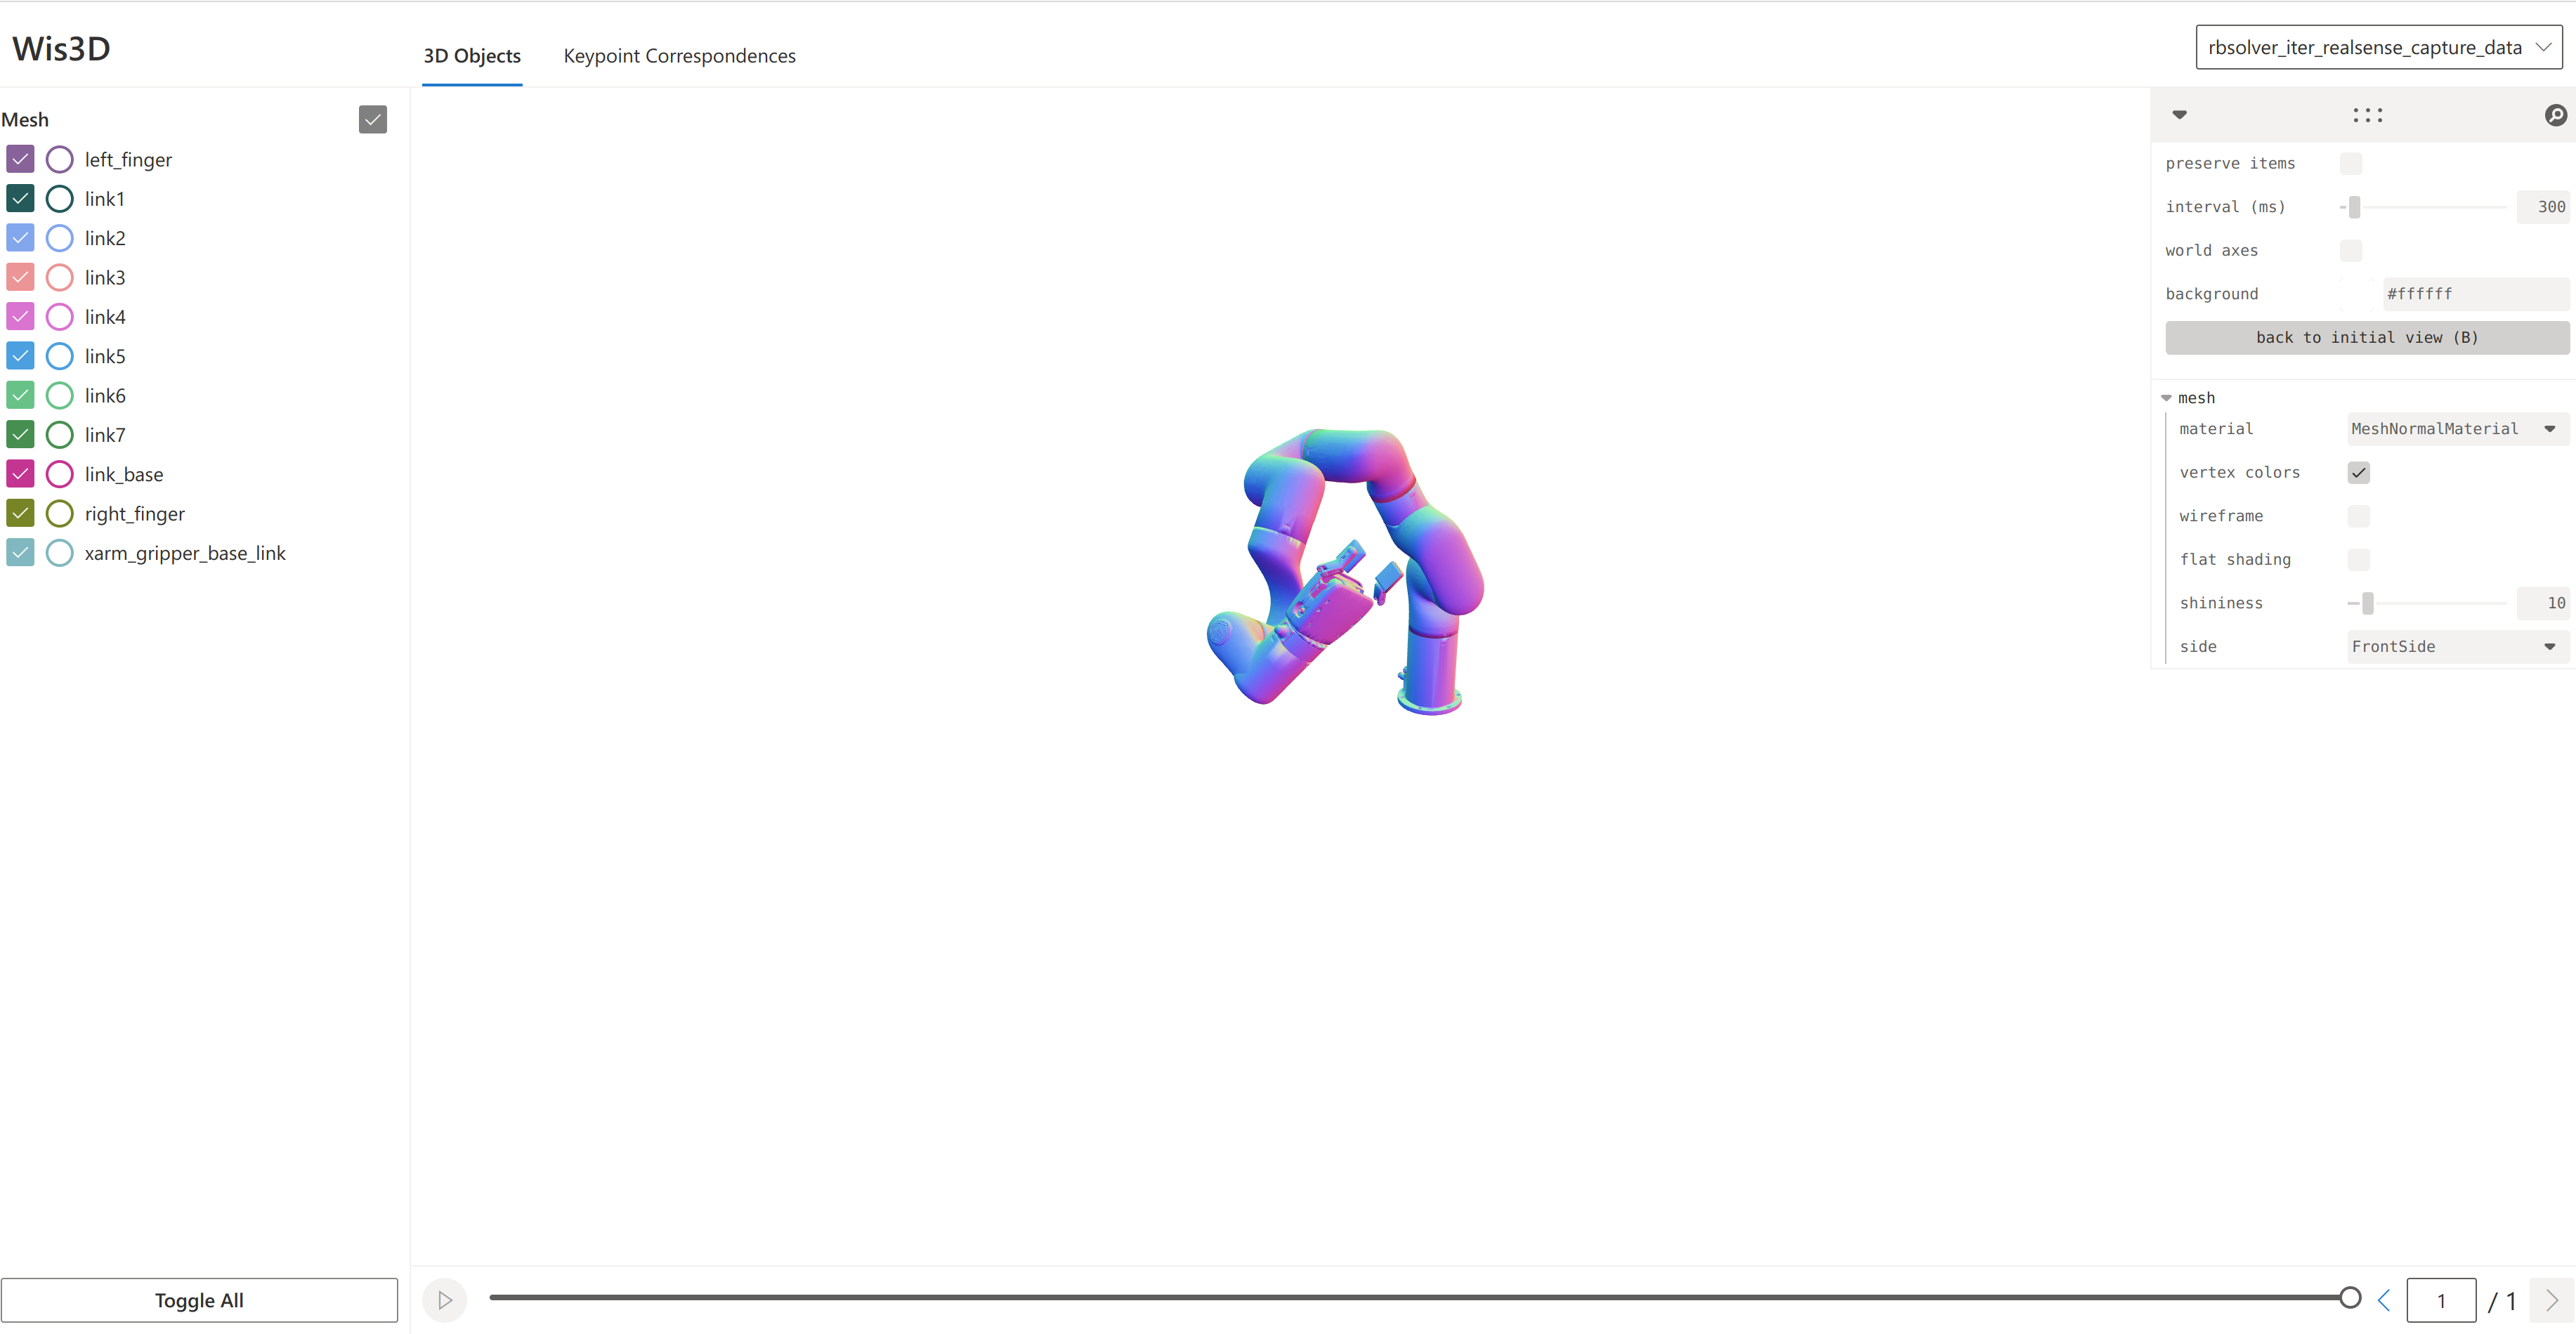 Wis3D
3D Objects
Keypoint Correspondences
rbsolver_iter_realsense_capture_data
Mesh
left_finger
link1
link2
link3
link4
link5
link6
link7
link_base
right_finger
xarm_gripper_base_link
Toggle All
preserve items
interval (ms) 300
world axes
background #ffffff
back to initial view (B)
mesh
material MeshNormalMaterial
vertex colors
wireframe
flat shading
shininess 10
side FrontSide
1 / 1